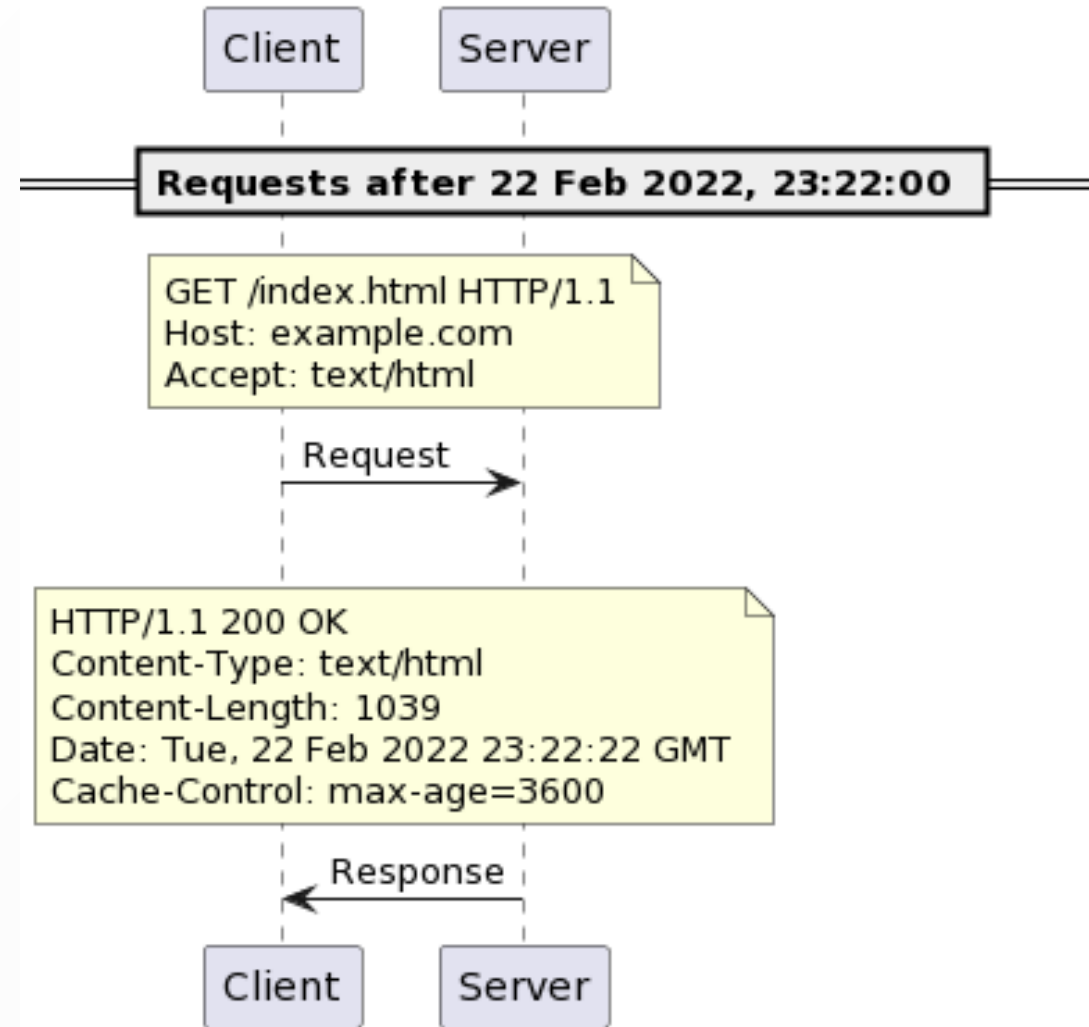 Client Server
Requests after 22 Feb 2022, 23:22:00
GET /index.html HTTP/1.1
Host: example.com
Accept: text/html
Request
HTTP/1.1 200 OK
Content-Type: text/html
Content-Length: 1039
Date: Tue, 22 Feb 2022 23:22:22 GMT
Cache-Control: max-age=3600
Response
Client Server